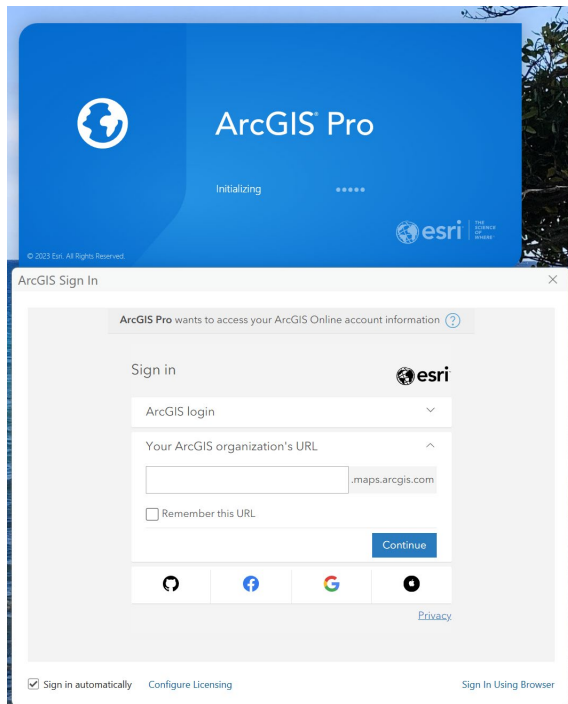 ArcGIS® Pro
Initializing
esri® THE SCIENCE OF WHERE®
© 2023 Esri. All Rights Reserved.
ArcGIS Sign In
ArcGIS Pro wants to access your ArcGIS Online account information ?
Sign in
esri
ArcGIS login
Your ArcGIS organization's URL
.maps.arcgis.com
Remember this URL
Continue
G
Privacy
Sign in automatically Configure Licensing Sign In Using Browser